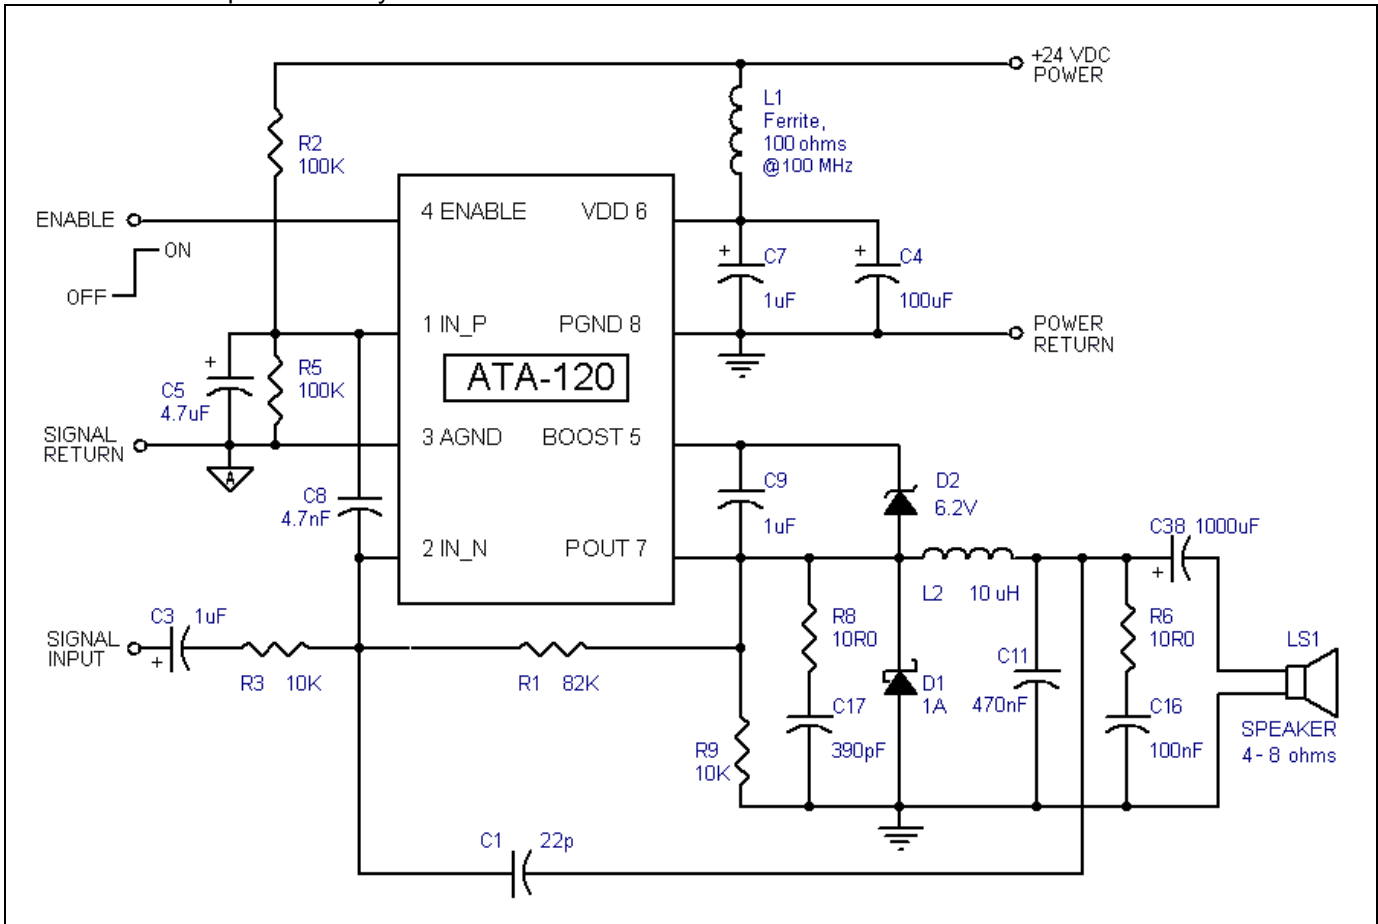 +24 VDC
POWER
L1
Ferrite,
100 ohms
@100 MHz
R2
100K
ENABLE
4 ENABLE
VDD 6
ON
OFF
+
C7
1uF
+
C4
100uF
1 IN_P
PGND 8
POWER
RETURN
ATA-120
+
C5
4.7uF
R5
100K
SIGNAL
RETURN
3 AGND
BOOST 5
A
C8
4.7nF
C9
1uF
D2
6.2V
2 IN_N
POUT 7
C38 1000uF
+
L2 10 uH
C3 1uF
SIGNAL
INPUT
+
R3 10K
R1 82K
R8
10R0
R6
10R0
LS1
C11
470nF
D1
1A
C17
390pF
C16
100nF
SPEAKER
4 - 8 ohms
R9
10K
C1 22p